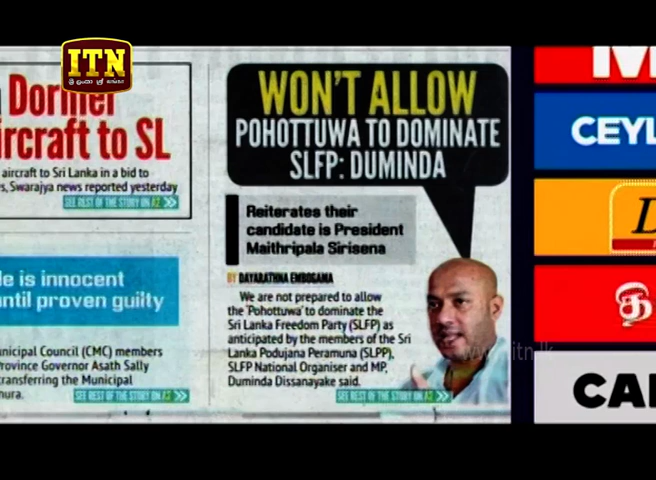 ITN
ශ්‍රී ලංකා
Dornier
ircraft to SL
aircraft to Sri Lanka in a bid to
s, Swarajya news reported yesterday
SEE REST OF THE STORY ON A2
le is innocent
until proven guilty
unicipal Council (CMC) members
Province Governor Asath Sally
transferring the Municipal
SEE REST OF THE STORY ON A2
WON'T ALLOW
POHOTTUWA TO DOMINATE
SLFP: DUMINDA
Reiterates their
candidate is President
Maithripala Sirisena
BY DAYARATHNA EMBOGAMA
We are not prepared to allow
the 'Pohottuwa' to dominate the
Sri Lanka Freedom Party (SLFP) as
anticipated by the members of the Sri
Lanka Podujana Peramuna (SLPP),
SLFP National Organiser and MP,
Duminda Dissanayake said.
SEE REST OF THE STORY ON A2
www.itn.lk
M
CEYL
D
த
CAP